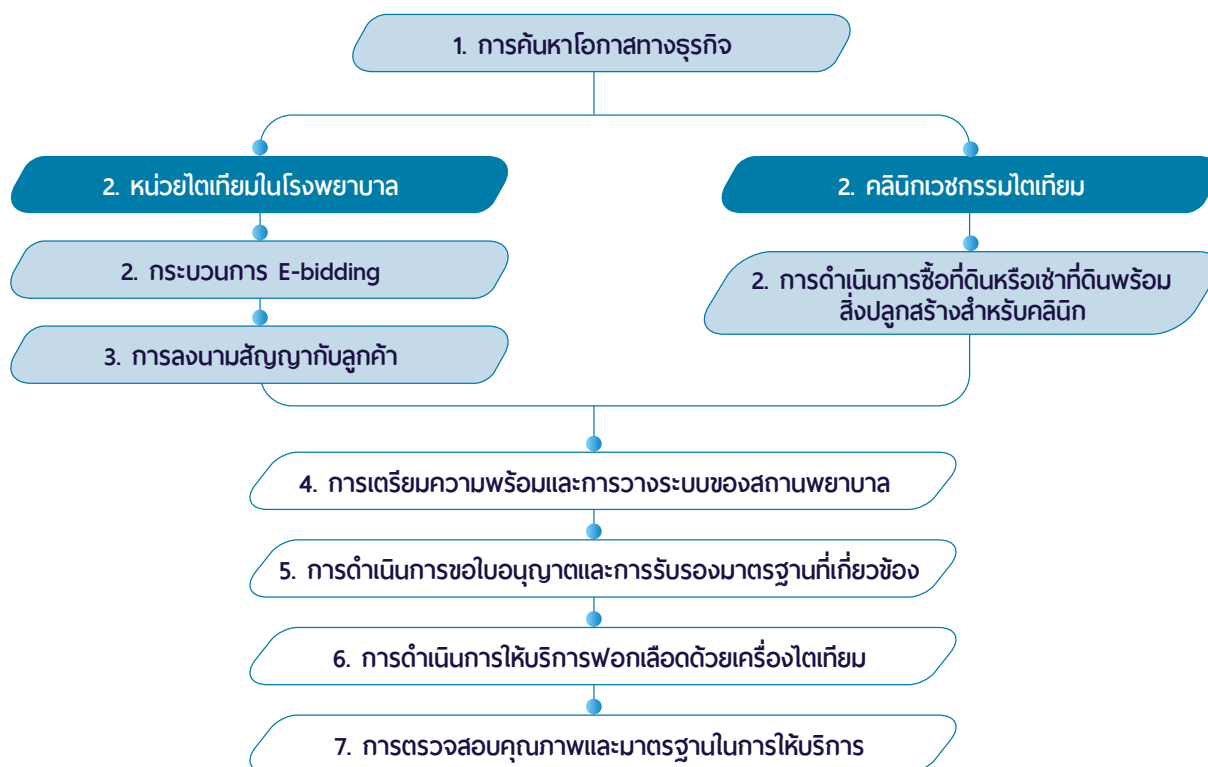 1. การค้นหาโอกาสทางธุรกิจ
2. หน่วยไตเทียมในโรงพยาบาล
2. คลินิกเวชกรรมไตเทียม
2. กระบวนการ E-bidding
2. การดำเนินการซื้อที่ดินหรือเช่าที่ดินพร้อม
สิ่งปลูกสร้างสำหรับคลินิก
3. การลงนามสัญญากับลูกค้า
4. การเตรียมความพร้อมและการวางระบบของสถานพยาบาล
5. การดำเนินการขอใบอนุญาตและการรับรองมาตรฐานที่เกี่ยวข้อง
6. การดำเนินการให้บริการฟอกเลือดด้วยเครื่องไตเทียม
7. การตรวจสอบคุณภาพและมาตรฐานในการให้บริการ